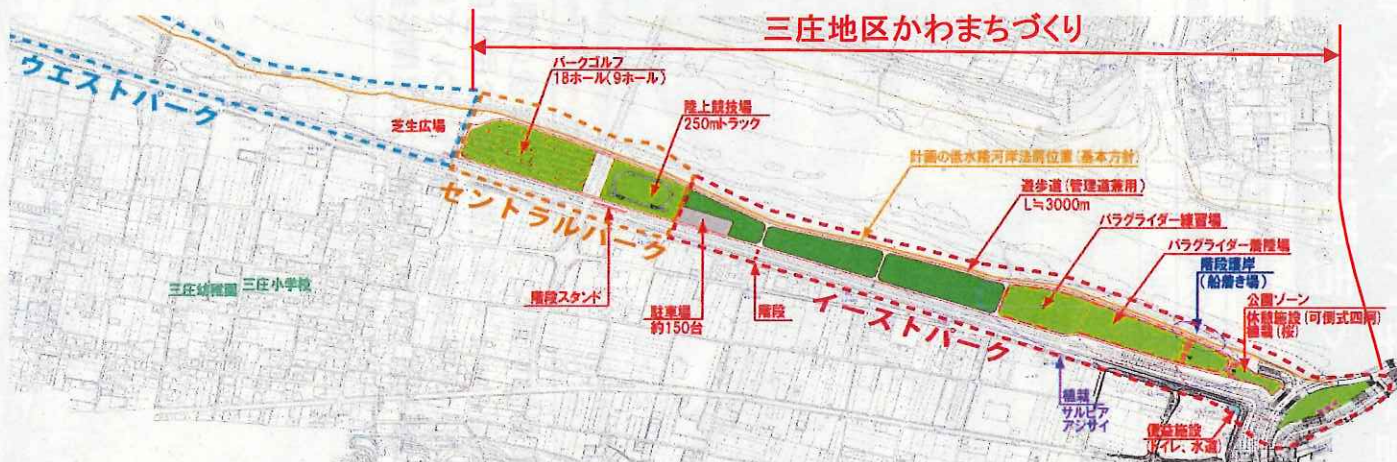 三庄地区かわまちづくり
ウエストパーク
パークゴルフ
18ホール(9ホール)
芝生広場
陸上競技場
250mトラック
計画の低水路河岸法肩位置(基本方針)
遊歩道(管理道兼用)
L≒3000m
パラグライダー練習場
パラグライダー離陸場
階段護岸
(船着き場)
公園ゾーン
休憩施設(可倒式四阿)
植栽(桜)
セントラルパーク
三庄幼稚園
三庄小学校
階段スタンド
駐車場
約150台
階段
イーストパーク
植栽
サルビア
アジサイ
便益施設
(トイレ、水道)